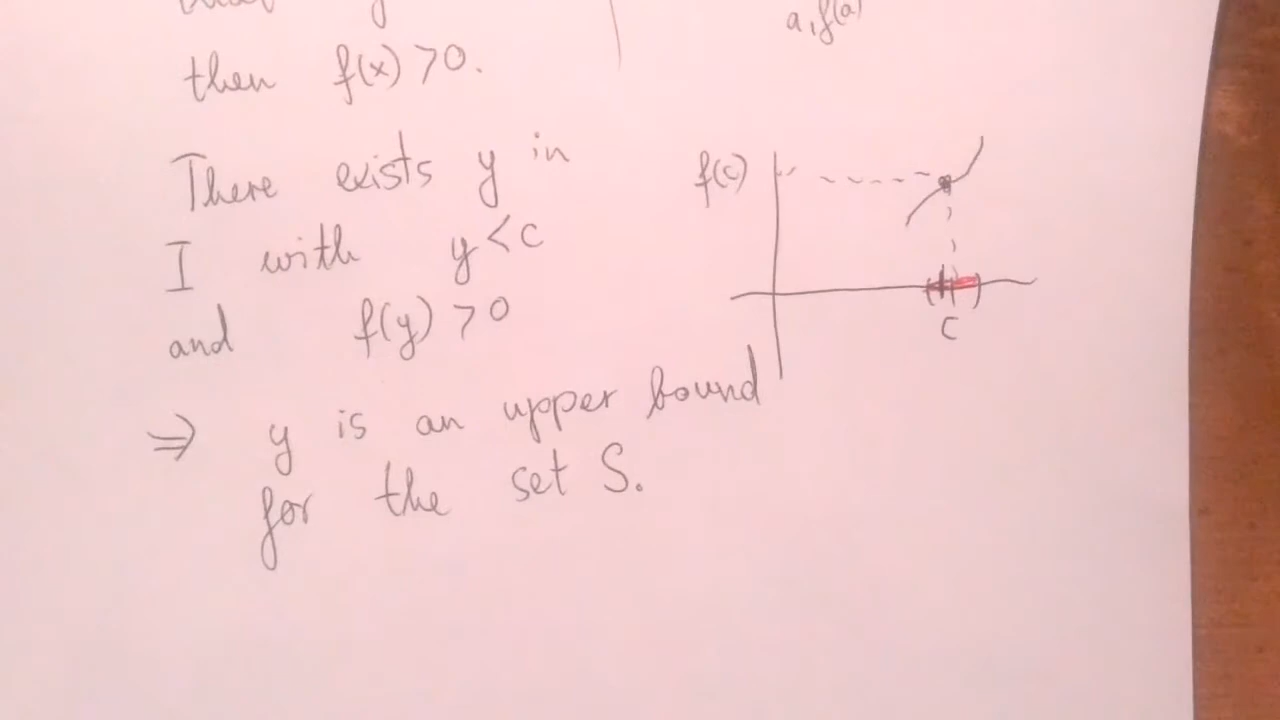 then f(x) > 0.
There exists y in
I with y < c
and f(y) > 0
⇒ y is an upper bound
for the set S.
a, f(a)
f(c)
c